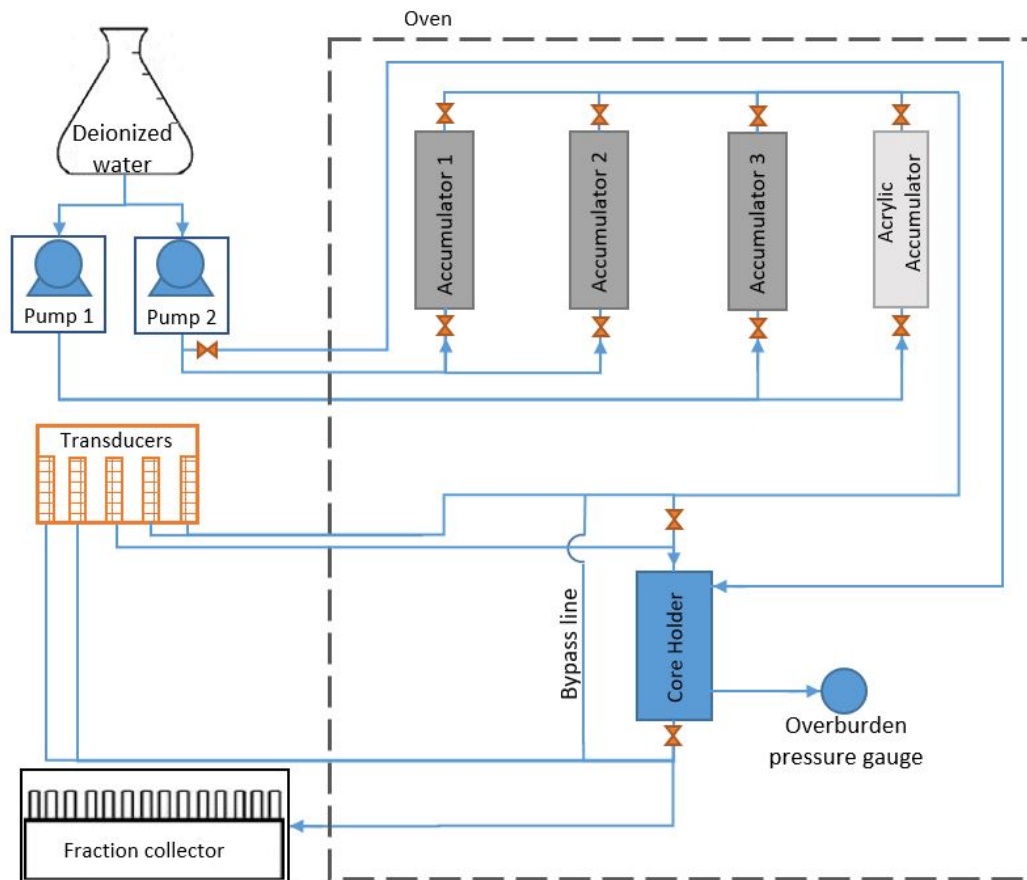 Oven
Deionized
water
Pump 1
Pump 2
Accumulator 1
Accumulator 2
Accumulator 3
Acrylic
Accumulator
Transducers
Bypass line
Core Holder
Overburden
pressure gauge
Fraction collector